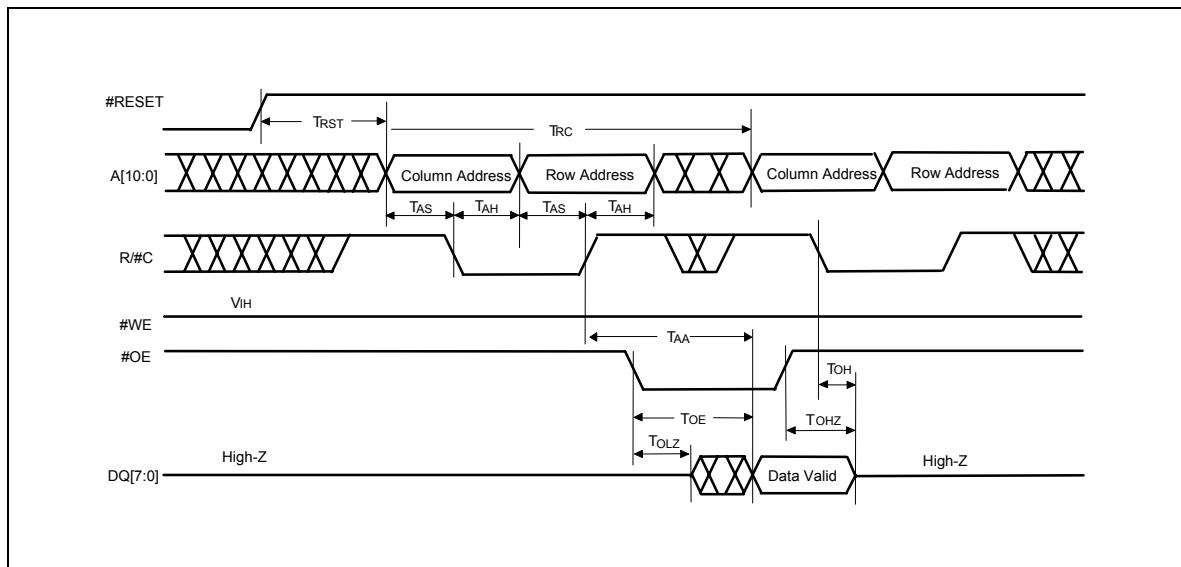 #RESET
TRST
TRC
A[10:0]
Column Address
Row Address
Column Address
Row Address
TAS
TAH
TAS
TAH
R/#C
VIH
#WE
TAA
#OE
TOH
TOE
TOHZ
TOLZ
High-Z
High-Z
DQ[7:0]
Data Valid